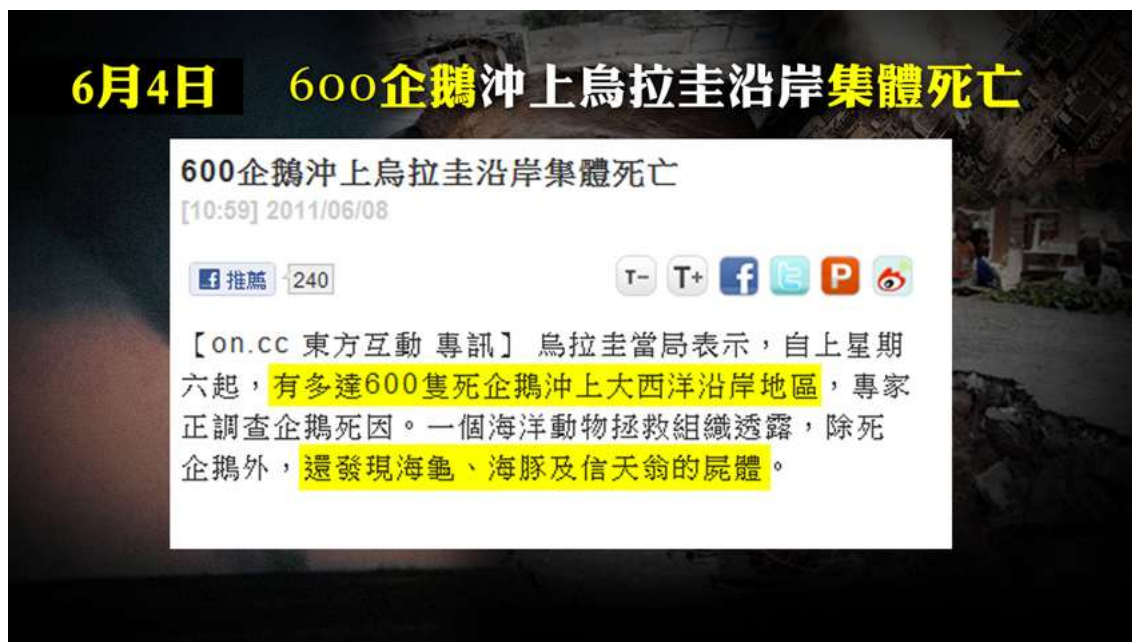 6月4日 600企鵝沖上烏拉圭沿岸集體死亡
600企鵝沖上烏拉圭沿岸集體死亡
[10:59] 2011/06/08
推薦 240 T- T+
【on.cc 東方互動 專訊】 烏拉圭當局表示，自上星期
六起，有多達600隻死企鵝沖上大西洋沿岸地區，專家
正調查企鵝死因。一個海洋動物拯救組織透露，除死
企鵝外，還發現海龜、海豚及信天翁的屍體。